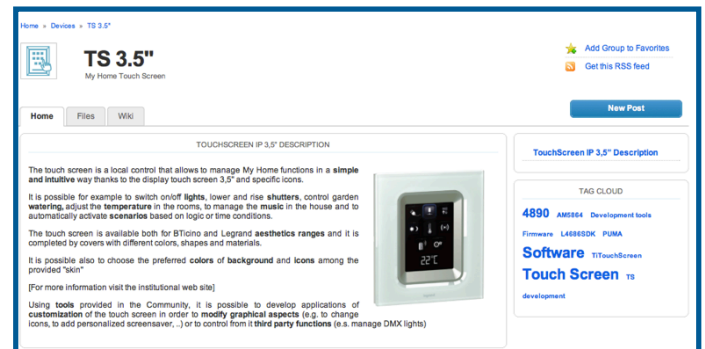 Home » Devices » TS 3.5"
TS 3.5"
My Home Touch Screen
Add Group to Favorites
Get this RSS feed
Home
Files
Wiki
New Post
TOUCHSCREEN IP 3,5" DESCRIPTION
The touch screen is a local control that allows to manage My Home functions in a simple
and intuitive way thanks to the display touch screen 3,5" and specific icons.
It is possible for example to switch on/off lights, lower and rise shutters, control garden
watering, adjust the temperature in the rooms, to manage the music in the house and to
automatically activate scenarios based on logic or time conditions.
The touch screen is available both for BTicino and Legrand aesthetics ranges and it is
completed by covers with different colors, shapes and materials.
It is possible also to choose the preferred colors of background and icons among the
provided "skin"
[For more information visit the institutional web site]
Using tools provided in the Community, it is possible to develop applications of
customization of the touch screen in order to modify graphical aspects (e.g. to change
icons, to add personalized screensaver, ..) or to control from it third party functions (e.s. manage DMX lights)
22°C
TouchScreen IP 3,5" Description
TAG CLOUD
4890 AM5864 Development tools
Firmware L4686SDK PUMA
Software TiTouchScreen
Touch Screen TS
development